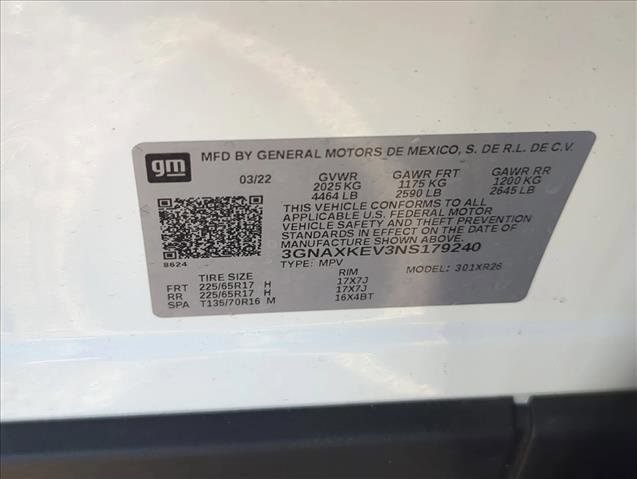 gm MFD BY GENERAL MOTORS DE MEXICO, S. DE R.L. DE C.V.
03/22 GVWR GAWR FRT GAWR RR
2025 KG 1175 KG 1200 KG
4464 LB 2590 LB 2645 LB
THIS VEHICLE CONFORMS TO ALL
APPLICABLE U.S. FEDERAL MOTOR
VEHICLE SAFETY AND THEFT PREVENTION
STANDARDS IN EFFECT ON THE DATE OF
MANUFACTURE SHOWN ABOVE.
3GNAXKEV3NS179240
8624 TYPE: MPV MODEL: 301XR26
TIRE SIZE RIM
FRT 225/65R17 H 17X7J
RR 225/65R17 H 17X7J
SPA T135/70R16 M 16X4BT